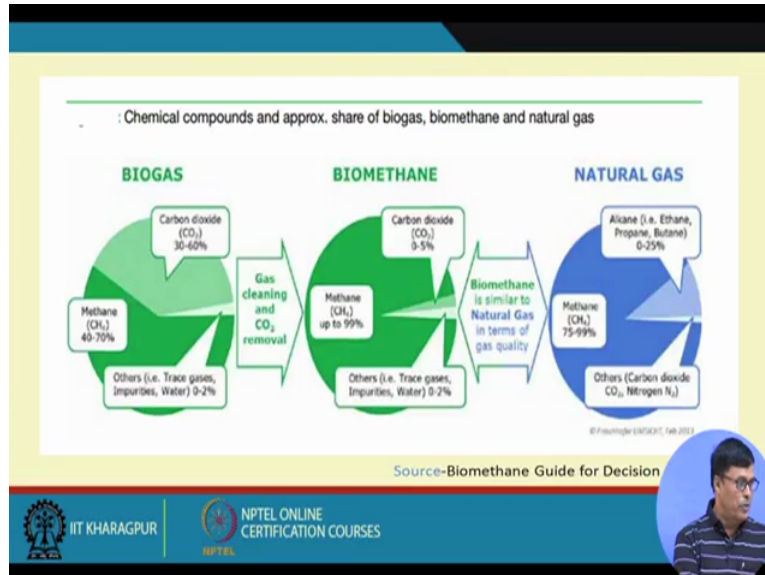 : Chemical compounds and approx. share of biogas, biomethane and natural gas
BIOGAS
Carbon dioxide
(CO₂)
30-60%
Methane
(CH₄)
40-70%
Others (i.e. Trace gases,
Impurities, Water) 0-2%
Gas
cleaning
and
CO₂
removal
BIOMETHANE
Carbon dioxide
(CO₂)
0-5%
Methane
(CH₄)
up to 99%
Others (i.e. Trace gases,
Impurities, Water) 0-2%
Biomethane
is similar to
Natural Gas
in terms of
gas quality
NATURAL GAS
Alkane (i.e. Ethane,
Propane, Butane)
0-25%
Methane
(CH₄)
75-99%
Others (Carbon dioxide
CO₂, Nitrogen N₂)
Source-Biomethane Guide for Decision
IIT KHARAGPUR
NPTEL
NPTEL ONLINE
CERTIFICATION COURSES